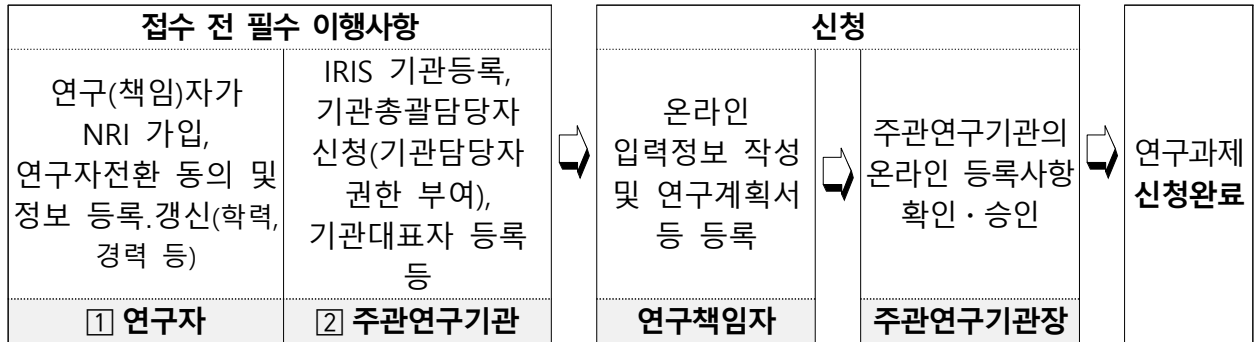 접수 전 필수 이행사항
연구(책임)자가
NRI 가입,
연구자전환 동의 및
정보 등록.갱신(학력,
경력 등)
1 연구자
IRIS 기관등록,
기관총괄담당자
신청(기관담당자
권한 부여),
기관대표자 등록
등
2 주관연구기관
신청
온라인
입력정보 작성
및 연구계획서
등 등록
연구책임자
주관연구기관의
온라인 등록사항
확인・승인
주관연구기관장
연구과제
신청완료